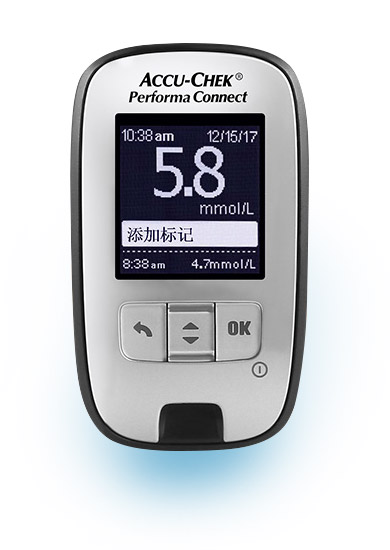 ACCU-CHEK®
Performa Connect
10:38 am 12/15/17
5.8
mmol/L
添加标记
8:38 am 4.7mmol/L
OK